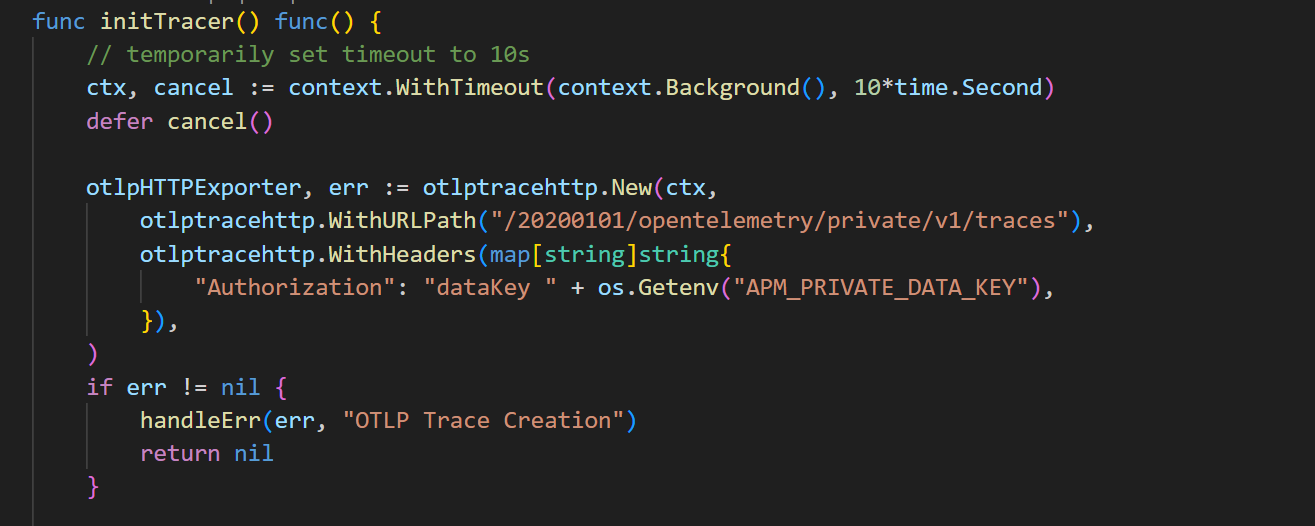 func initTracer() func() {
// temporarily set timeout to 10s
ctx, cancel := context.WithTimeout(context.Background(), 10*time.Second)
defer cancel()
otlpHTTPExporter, err := otlptracehttp.New(ctx,
otlptracehttp.WithURLPath("/20200101/opentelemetry/private/v1/traces"),
otlptracehttp.WithHeaders(map[string]string{
"Authorization": "dataKey " + os.Getenv("APM_PRIVATE_DATA_KEY"),
}),
)
if err != nil {
handleErr(err, "OTLP Trace Creation")
return nil
}